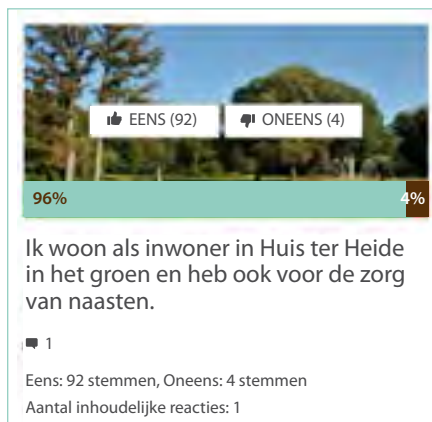 EENS (92) ONEENS (4)
96% 4%
Ik woon als inwoner in Huis ter Heide
in het groen en heb ook voor de zorg
van naasten.
1
Eens: 92 stemmen, Oneens: 4 stemmen
Aantal inhoudelijke reacties: 1